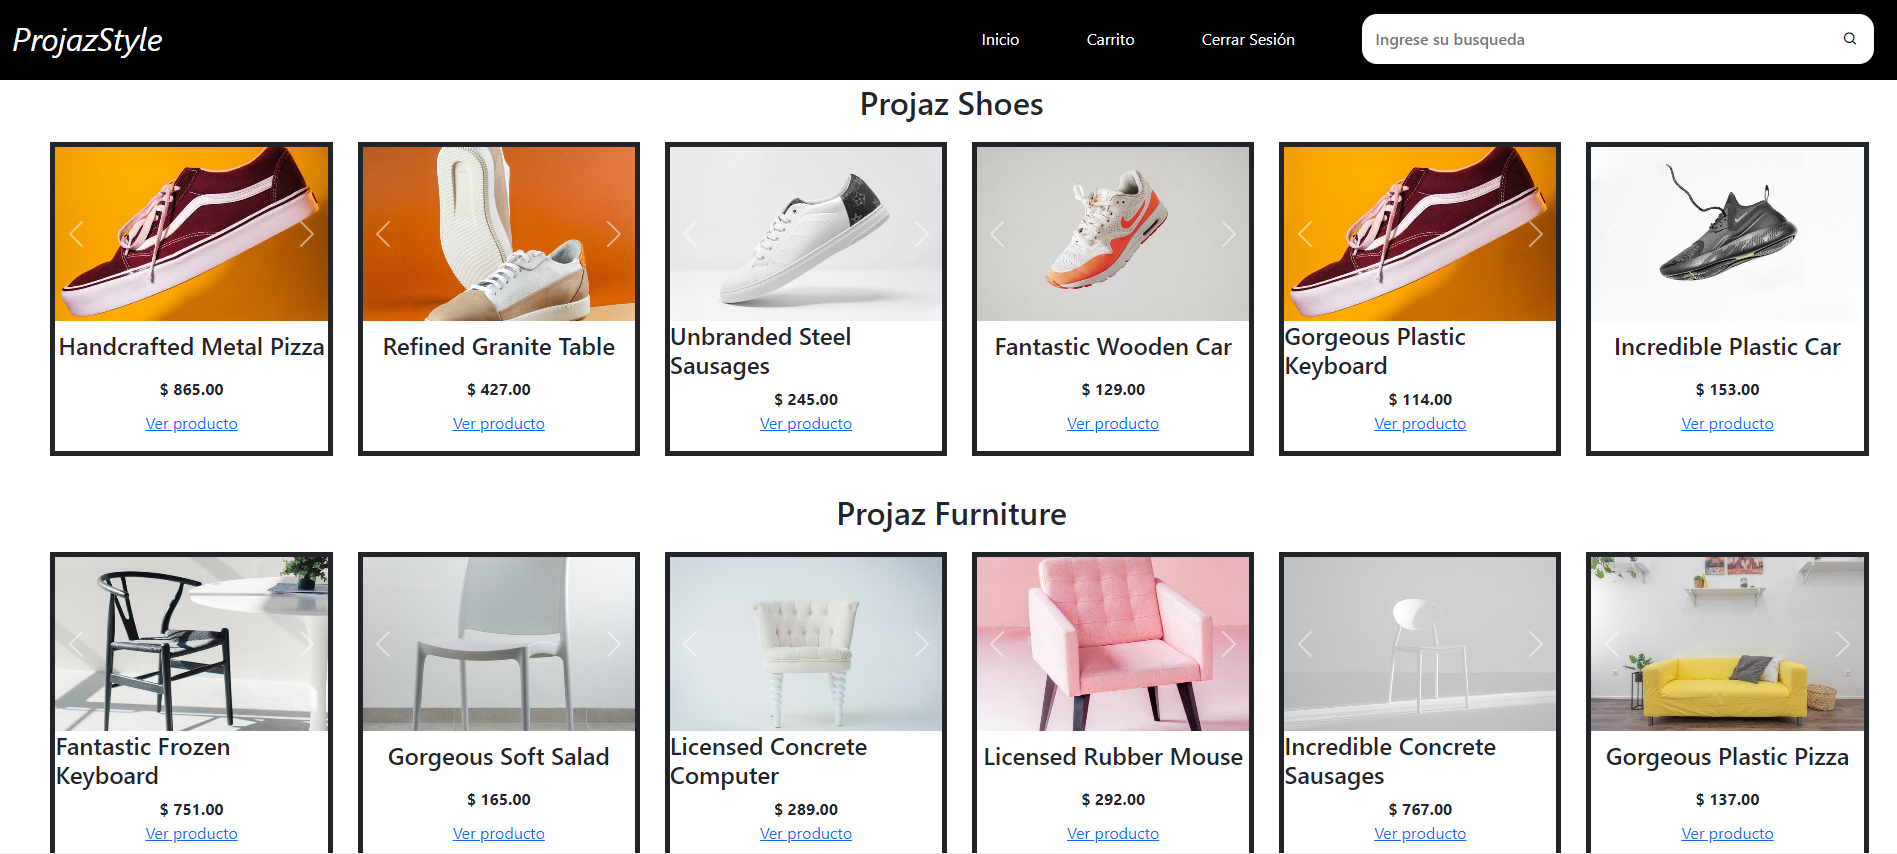 ProjazStyle
Inicio
Carrito
Cerrar Sesión
Ingrese su busqueda
Projaz Shoes
Handcrafted Metal Pizza
$ 865.00
Ver producto
Refined Granite Table
$ 427.00
Ver producto
Unbranded Steel
Sausages
$ 245.00
Ver producto
Fantastic Wooden Car
$ 129.00
Ver producto
Gorgeous Plastic
Keyboard
$ 114.00
Ver producto
Incredible Plastic Car
$ 153.00
Ver producto
Projaz Furniture
Fantastic Frozen
Keyboard
$ 751.00
Ver producto
Gorgeous Soft Salad
$ 165.00
Ver producto
Licensed Concrete
Computer
$ 289.00
Ver producto
Licensed Rubber Mouse
$ 292.00
Ver producto
Incredible Concrete
Sausages
$ 767.00
Ver producto
Gorgeous Plastic Pizza
$ 137.00
Ver producto